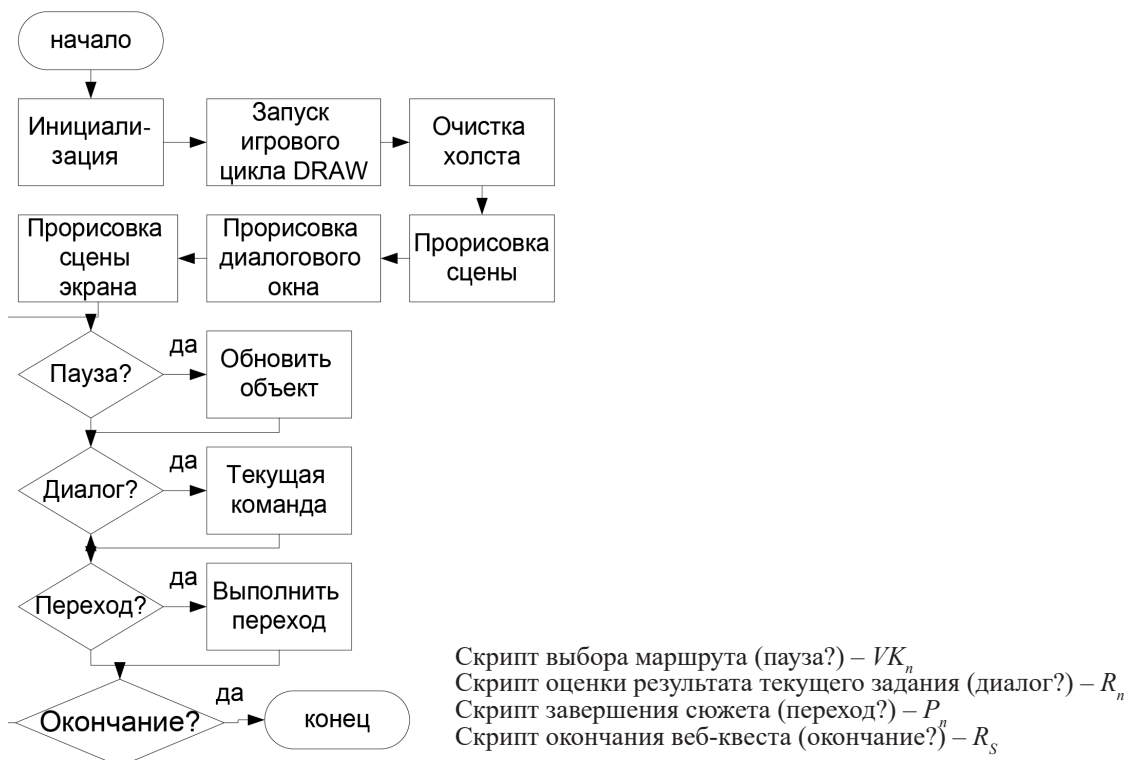 начало
Инициали-
зация
Запуск
игрового
цикла DRAW
Очистка
холста
Прорисовка
сцены
Прорисовка
диалогового
окна
Прорисовка
сцены
экрана
Пауза?
да
Обновить
объект
Диалог?
да
Текущая
команда
Переход?
да
Выполнить
переход
Окончание?
да
конец
Скрипт выбора маршрута (пауза?) – VKn
Скрипт оценки результата текущего задания (диалог?) – Rn
Скрипт завершения сюжета (переход?) – Pn
Скрипт окончания веб-квеста (окончание?) – RS